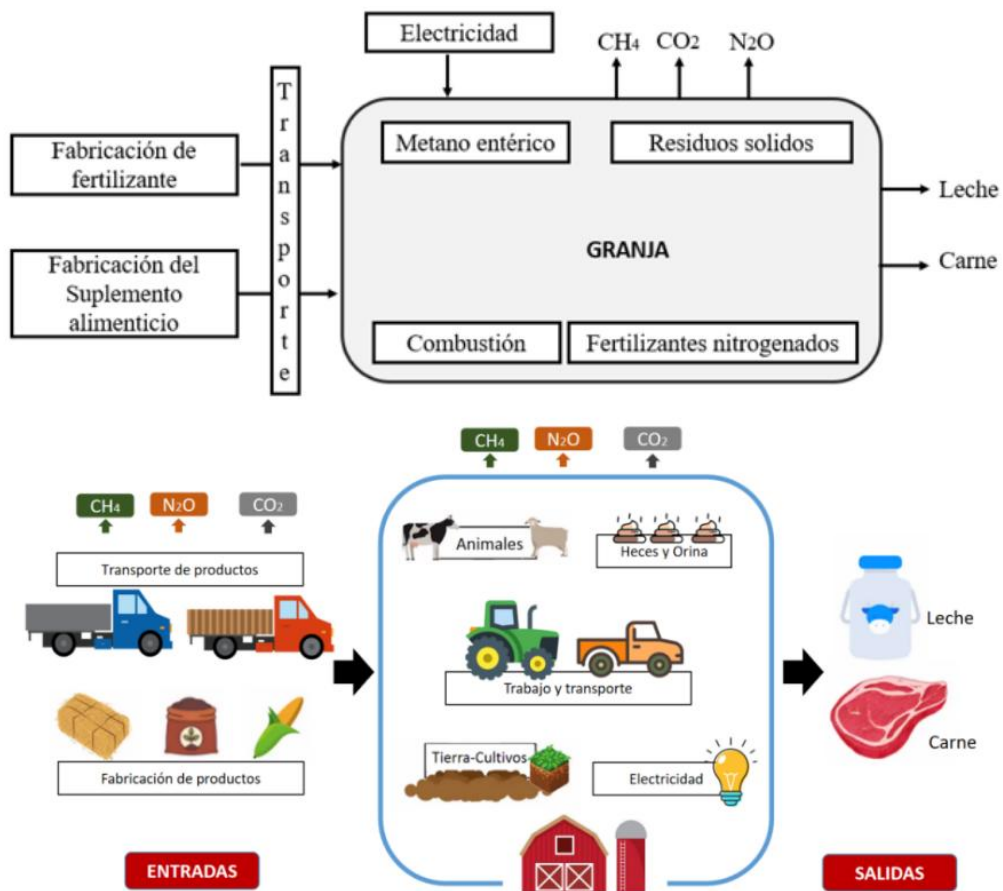 Electricidad
CH4 CO2 N2O
Transporte
Fabricación de
fertilizante
Metano entérico
Residuos solidos
Leche
GRANJA
Fabricación del
Suplemento
alimenticio
Carne
Combustión
Fertilizantes nitrogenados
CH4 N2O CO2
CH4 N2O CO2
Transporte de productos
Animales
Heces y Orina
Leche
Trabajo y transporte
Carne
Fabricación de productos
Tierra-Cultivos
Electricidad
ENTRADAS
SALIDAS